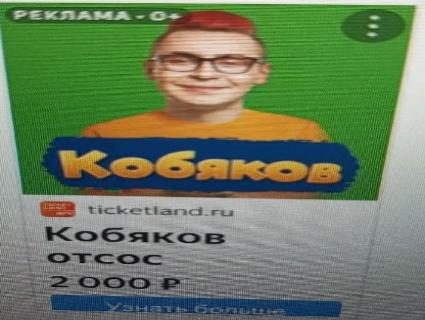 РЕКЛАМА • 0+
Кобяков
ticketland.ru
Кобяков
отсос
2 000 ₽
Узнать больше